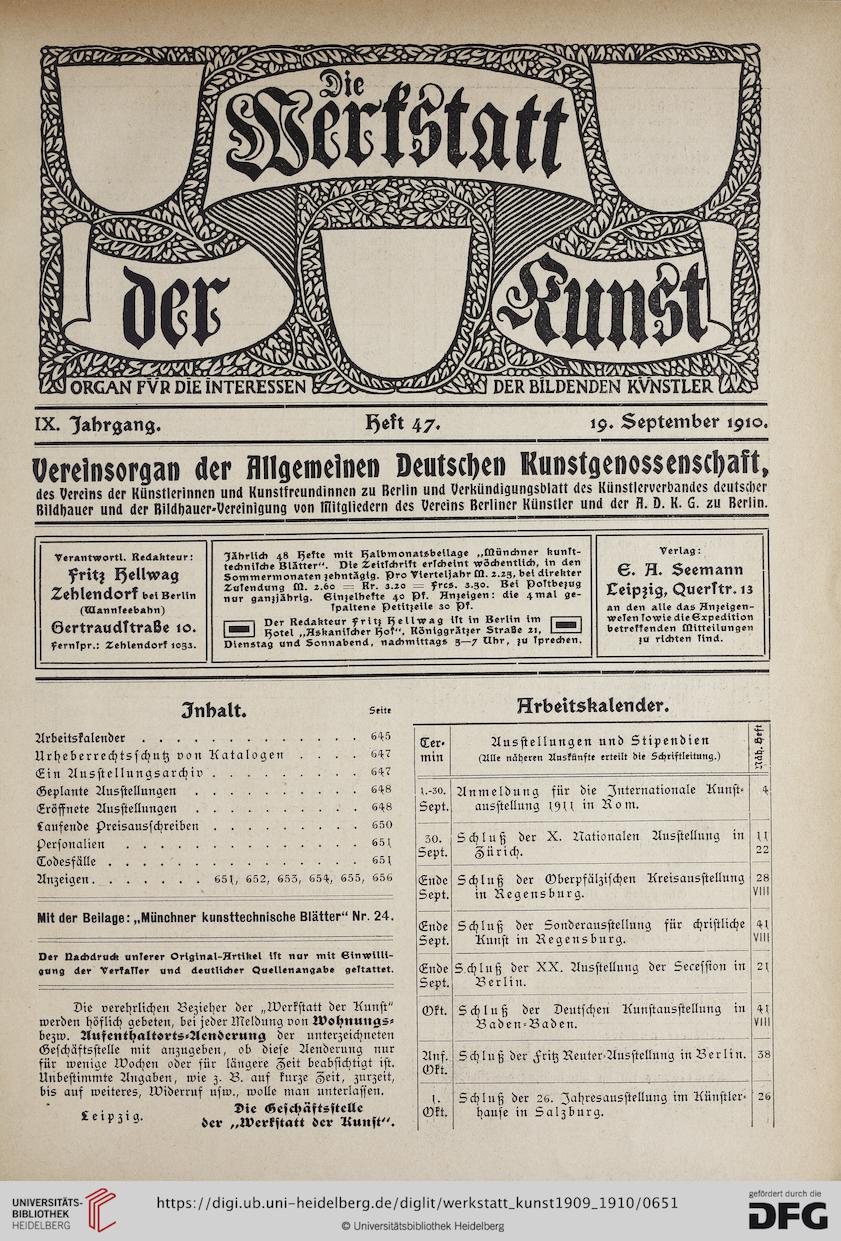 Die
Werkstatt
der Kunst
ORGAN FVR DIE INTERESSEN DER BILDENDEN KVNSTLER
IX. Jahrgang. Heft 47. 19. September 1910.
Vereinsorgan der Allgemeinen Deutschen Kunstgenossenschaft,
des Vereins der Künstlerinnen und Kunstfreundinnen zu Berlin und Verkündigungsblatt des Künstlerverbandes deutscher
Bildhauer und der Bildhauer-Vereinigung von Mitgliedern des Vereins Berliner Künstler und der A. D. K. G. zu Berlin.
Verantwortl. Redakteur:
Fritz Hellwag
Zehlendorf bei Berlin
(Wannseebahn)
Gertraudstraße 10.
Fernspr.: Zehlendorf 1053.
Jährlich 48 Hefte mit Halbmonatsbeilage „Münchner kunst-
technische Blätter“. Die Zeitschrift erscheint wöchentlich, in den
Sommermonaten zehntägig. Pro Vierteljahr M. 2.25, bei direkter
Zusendung M. 2.60 = Kr. 3.20 = Frcs. 3.50. Bei Postbezug
nur ganzjährig. Einzelhefte 40 Pf. Anzeigen: die 4mal ge-
spaltene Petitzeile 30 Pf.
Der Redakteur Fritz Hellwag ist in Berlin im
Hotel „Askanischer Hof“, Königgrätzer Straße 21,
Dienstag und Sonnabend, nachmittags 5—7 Uhr, zu sprechen.
Verlag:
E. A. Seemann
Leipzig, Querstr. 13
an den alle das Anzeigen-
wesen sowie die Expedition
betreffenden Mitteilungen
zu richten sind.
Inhalt. Seite
Arbeitskalender . . . . . . . . . . . . . 645
Urheberrechtsschutz von Katalogen . . . . 647
Ein Ausstellungsarchiv . . . . . . . . . 647
Geplante Ausstellungen . . . . . . . . . . 648
Eröffnete Ausstellungen . . . . . . . . . 648
Laufende Preisausschreiben . . . . . . . . 650
Personalien . . . . . . . . . . . . . 651
Todesfälle . . . . . . . . . . . . . . 651
Anzeigen. . . . . . . 651, 652, 653, 654, 655, 656
Mit der Beilage: „Münchner kunsttechnische Blätter“ Nr. 24.
Der Nachdruck unserer Original-Artikel ist nur mit Einwilli-
gung der Verfasser und deutlicher Quellenangabe gestattet.
Die verehrlichen Bezieher der „Werkstatt der Kunst“
werden höflich gebeten, bei jeder Meldung von Wohnungs-
bezw. Aufenthaltorts-Aenderung der unterzeichneten
Geschäftsstelle mit anzugeben, ob diese Aenderung nur
für wenige Wochen oder für längere Zeit beabsichtigt ist.
Unbestimmte Angaben, wie z. B. auf kurze Zeit, zurzeit,
bis auf weiteres, Widerruf usw., wolle man unterlassen.
Leipzig. Die Geschäftsstelle
der „Werkstatt der Kunst“.
Arbeitskalender.
Ter-
min
Ausstellungen und Stipendien
(Alle näheren Auskünfte erteilt die Schriftleitung.)
Näh. Heft
1.-30. Anmeldung für die Internationale Kunst- 4
Sept. ausstellung 1911 in Rom.
30. Schluß der X. Nationalen Ausstellung in 11
Sept. Zürich. 22
Ende Schluß der Oberpfälzischen Kreisausstellung 28
Sept. in Regensburg. VIII
Ende Schluß der Sonderausstellung für christliche 41
Sept. Kunst in Regensburg. VIII
Ende Schluß der XX. Ausstellung der Secession in 21
Sept. Berlin.
Okt. Schluß der Deutschen Kunstausstellung in 41
Baden-Baden. VIII
Anf. Schluß der Fritz Reuter-Ausstellung in Berlin. 38
Okt.
1. Schluß der 26. Jahresausstellung im Künstler- 26
Okt. hause in Salzburg.
UNIVERSITÄTS-
BIBLIOTHEK
HEIDELBERG
https://digi.ub.uni-heidelberg.de/diglit/werkstatt_kunst1909_1910/0651
© Universitätsbibliothek Heidelberg
gefördert durch die
DFG